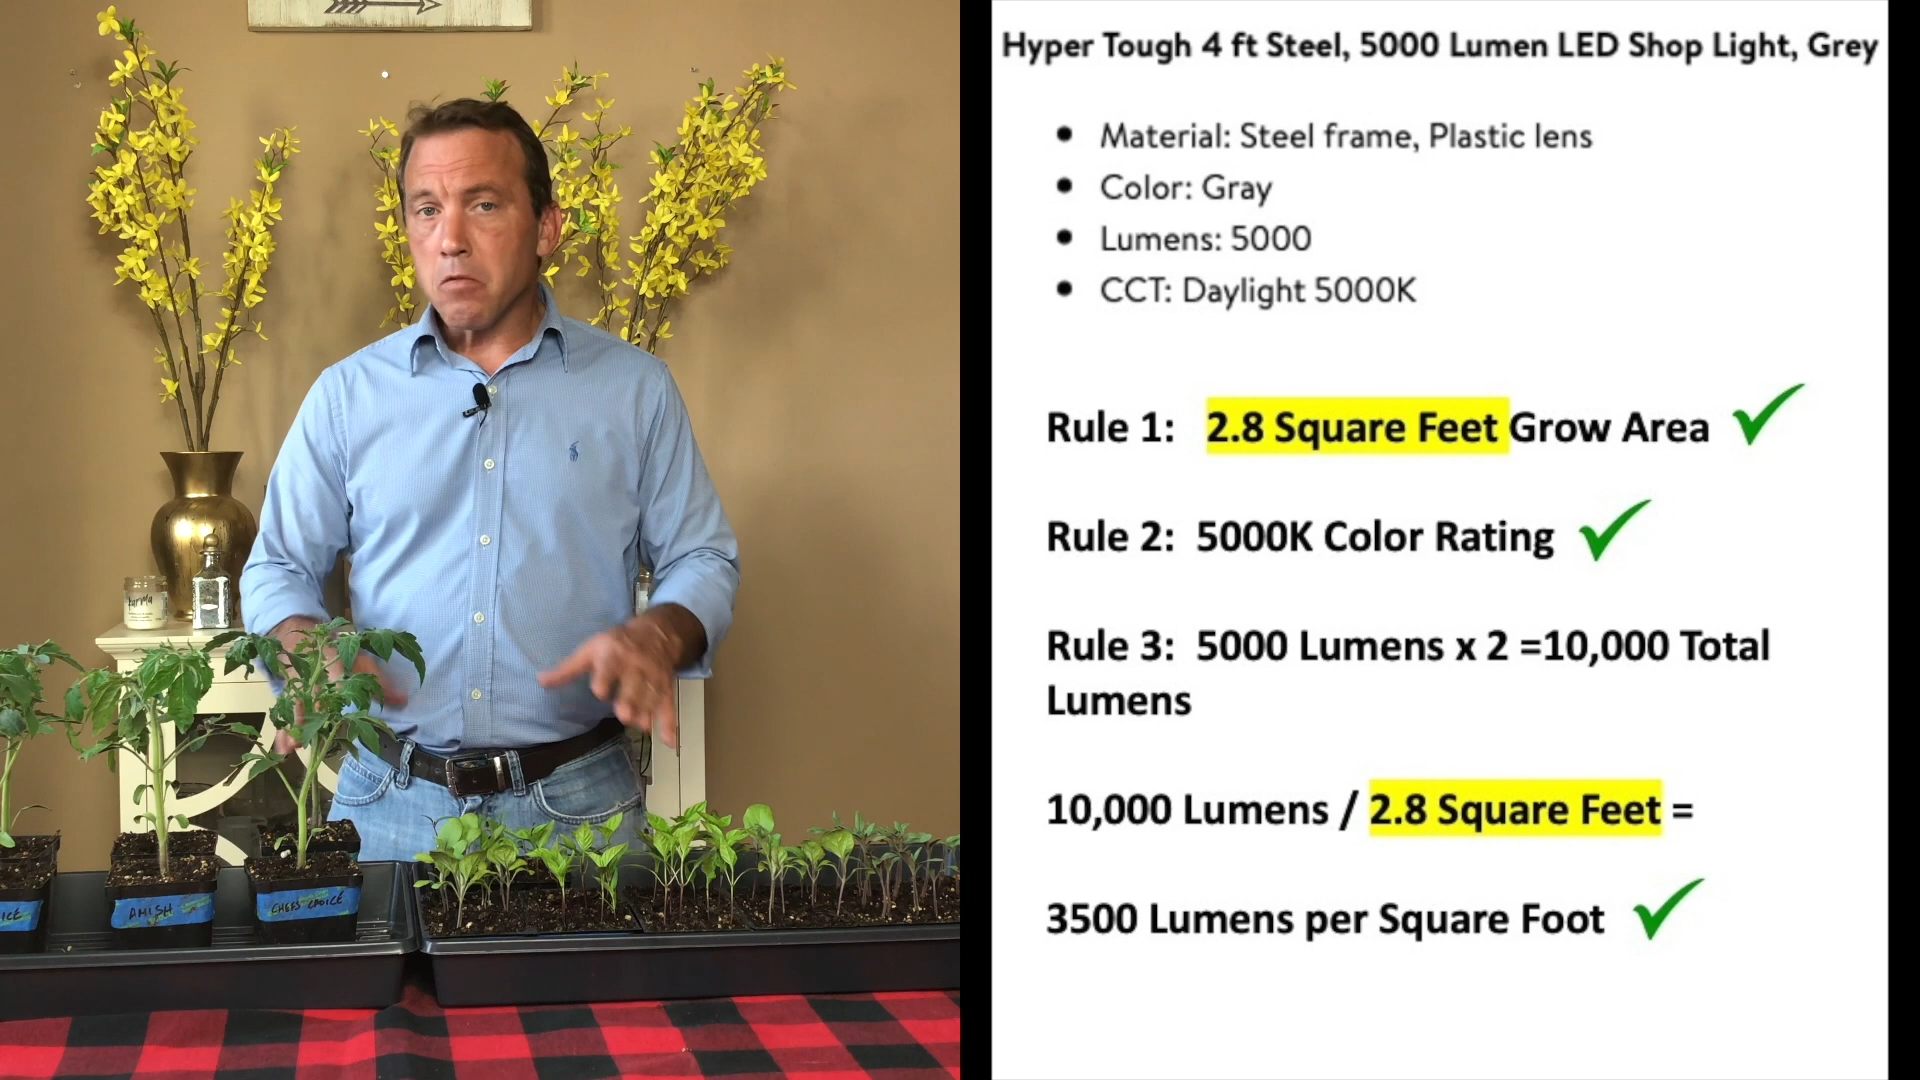 Hyper Tough 4 ft Steel, 5000 Lumen LED Shop Light, Grey
• Material: Steel frame, Plastic lens
• Color: Gray
• Lumens: 5000
• CCT: Daylight 5000K
Rule 1: 2.8 Square Feet Grow Area
Rule 2: 5000K Color Rating
Rule 3: 5000 Lumens x 2 =10,000 Total
Lumens
10,000 Lumens / 2.8 Square Feet =
3500 Lumens per Square Foot
Karma
ICE
AMISH
CHEFS CHOICE